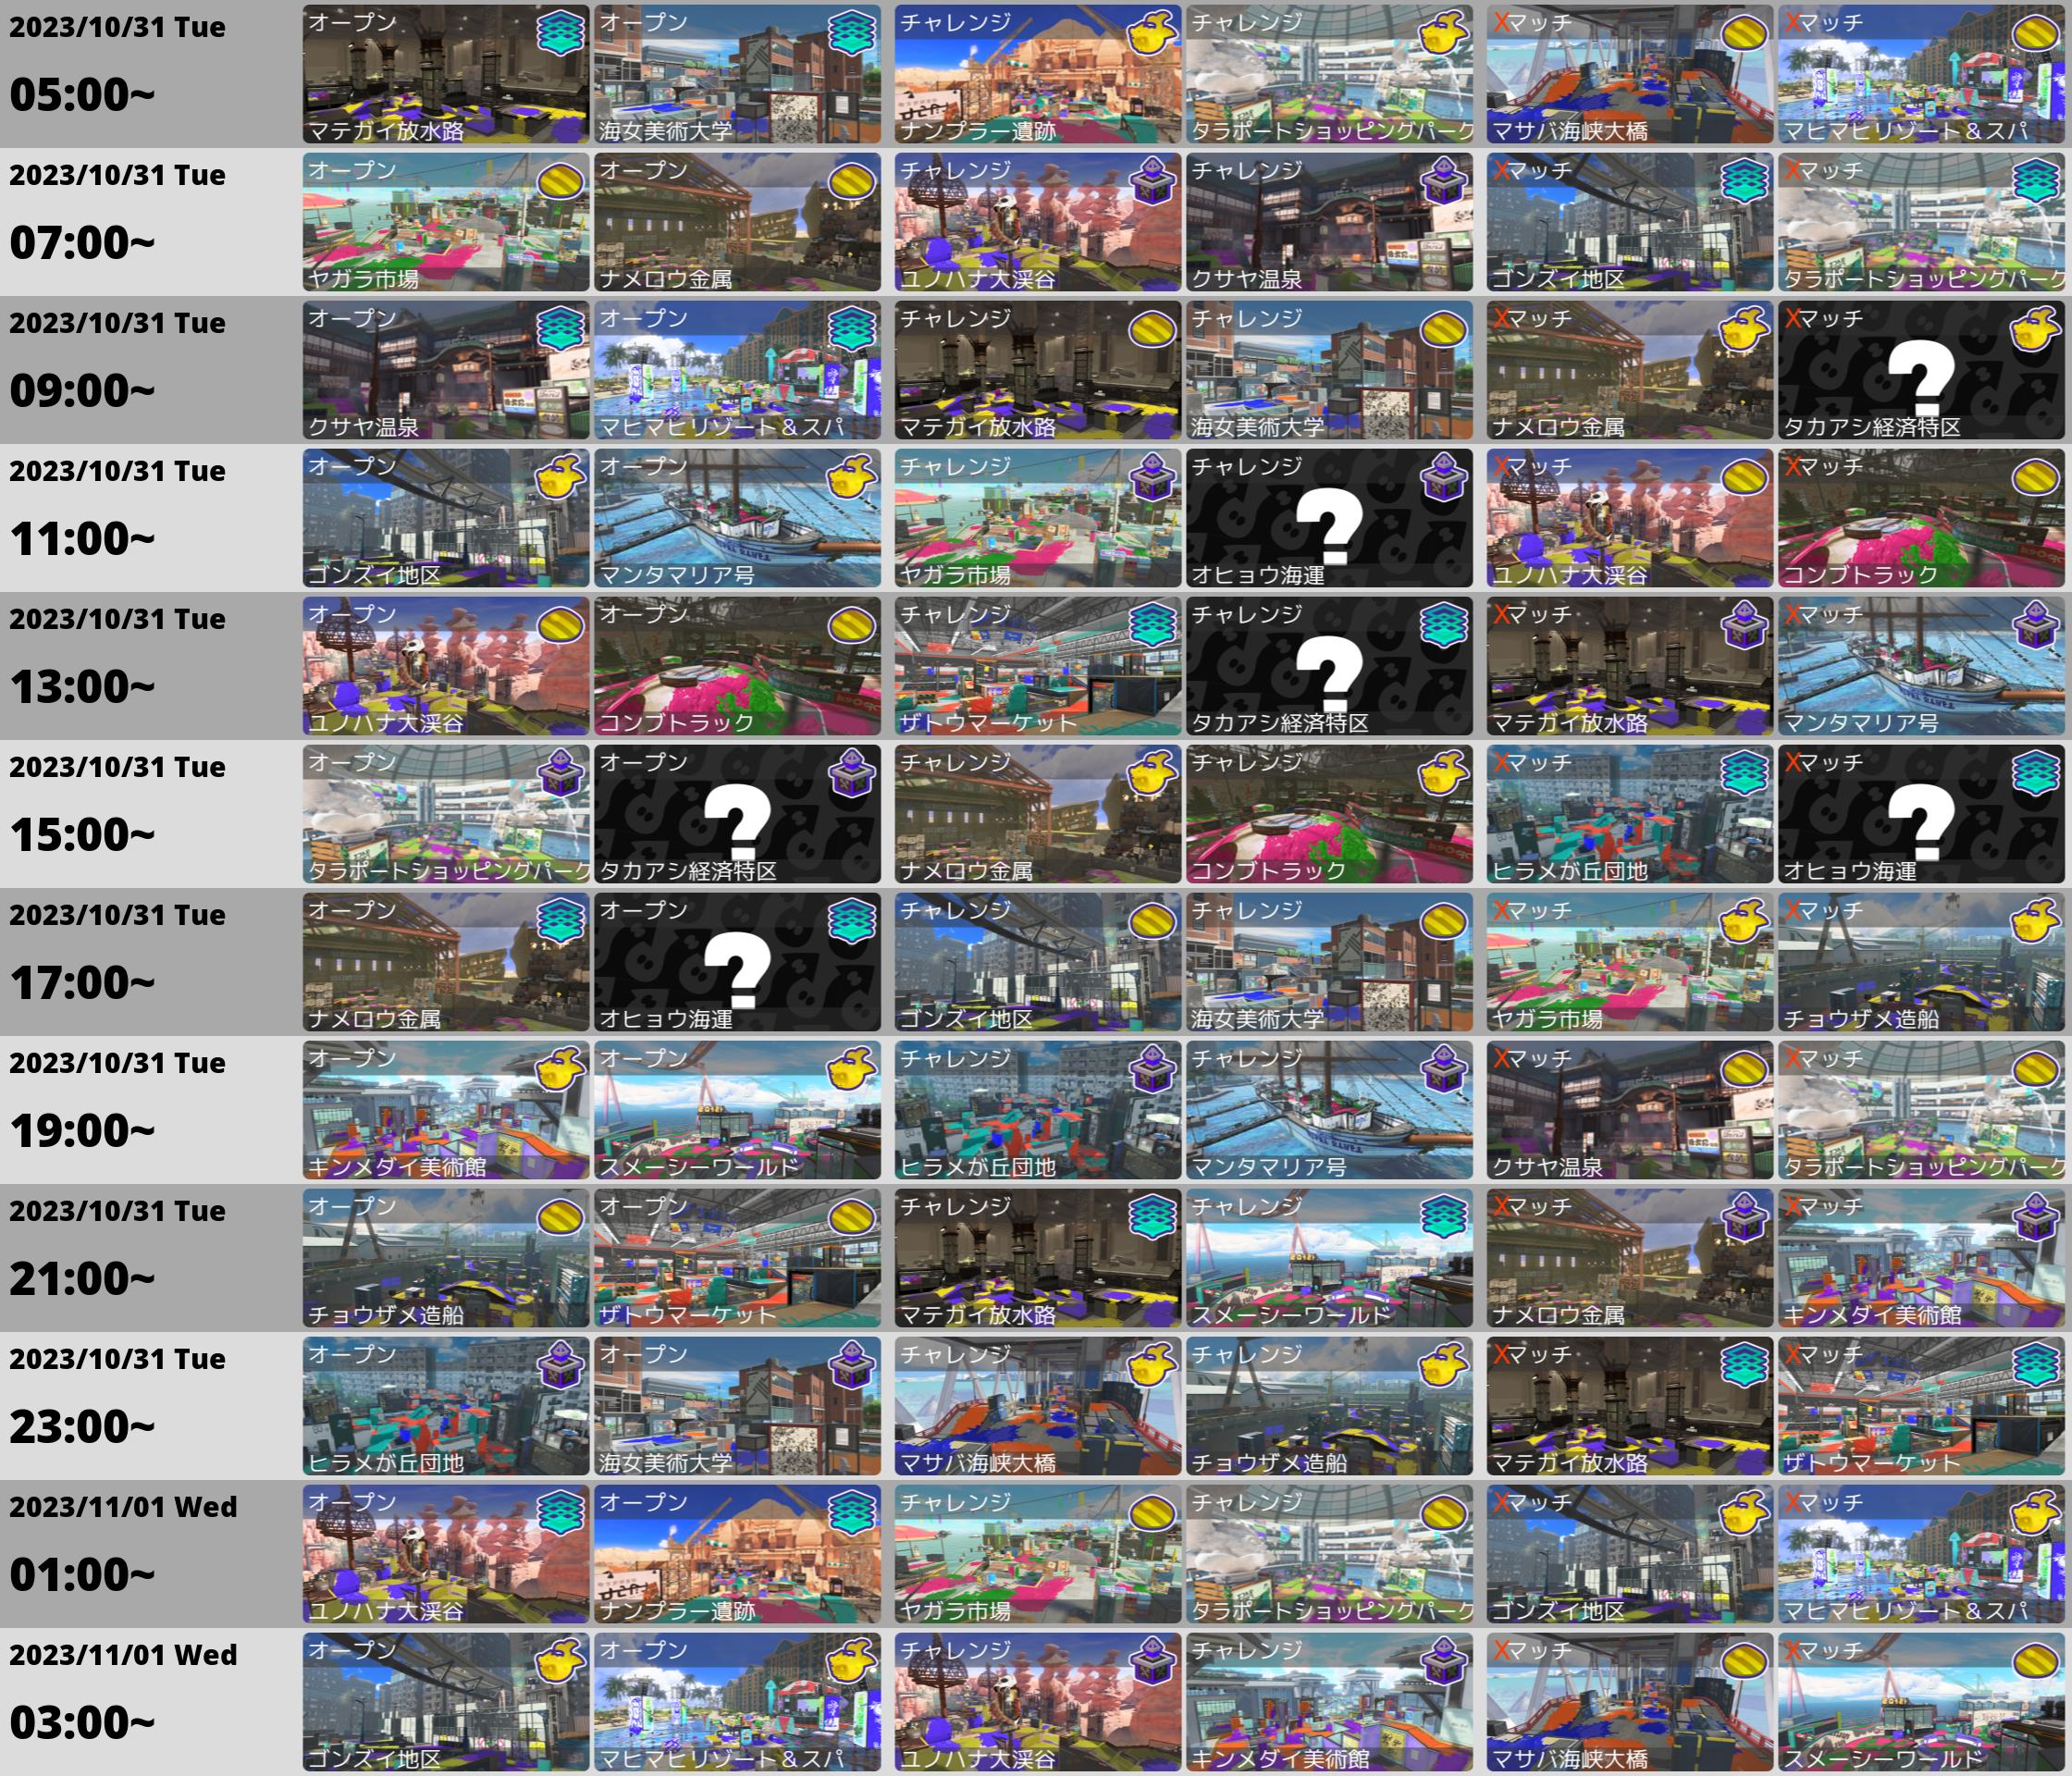 2023/10/31 Tue
05:00~
オープン
マテガイ放水路
オープン
海女美術大学
チャレンジ
ナンプラー遺跡
チャレンジ
タラポートショッピングパーク
Xマッチ
マサバ海峡大橋
Xマッチ
マヒマヒリゾート＆スパ
2023/10/31 Tue
07:00~
オープン
ヤガラ市場
オープン
ナメロウ金属
チャレンジ
ユノハナ大渓谷
チャレンジ
クサヤ温泉
Xマッチ
ゴンズイ地区
Xマッチ
タラポートショッピングパーク
2023/10/31 Tue
09:00~
オープン
クサヤ温泉
オープン
マヒマヒリゾート＆スパ
チャレンジ
マテガイ放水路
チャレンジ
海女美術大学
Xマッチ
ナメロウ金属
Xマッチ
?
タカアシ経済特区
2023/10/31 Tue
11:00~
オープン
ゴンズイ地区
オープン
マンタマリア号
チャレンジ
ヤガラ市場
チャレンジ
?
オヒョウ海運
Xマッチ
ユノハナ大渓谷
Xマッチ
コンブトラック
2023/10/31 Tue
13:00~
オープン
ユノハナ大渓谷
オープン
コンブトラック
チャレンジ
ザトウマーケット
チャレンジ
?
タカアシ経済特区
Xマッチ
マテガイ放水路
Xマッチ
マンタマリア号
2023/10/31 Tue
15:00~
オープン
タラポートショッピングパーク
オープン
?
タカアシ経済特区
チャレンジ
ナメロウ金属
チャレンジ
コンブトラック
Xマッチ
ヒラメが丘団地
Xマッチ
?
オヒョウ海運
2023/10/31 Tue
17:00~
オープン
ナメロウ金属
オープン
?
オヒョウ海運
チャレンジ
ゴンズイ地区
チャレンジ
海女美術大学
Xマッチ
ヤガラ市場
Xマッチ
チョウザメ造船
2023/10/31 Tue
19:00~
オープン
キンメダイ美術館
オープン
スメーシーワールド
チャレンジ
ヒラメが丘団地
チャレンジ
マンタマリア号
Xマッチ
クサヤ温泉
Xマッチ
タラポートショッピングパーク
2023/10/31 Tue
21:00~
オープン
チョウザメ造船
オープン
ザトウマーケット
チャレンジ
マテガイ放水路
チャレンジ
スメーシーワールド
Xマッチ
ナメロウ金属
Xマッチ
キンメダイ美術館
2023/10/31 Tue
23:00~
オープン
ヒラメが丘団地
オープン
海女美術大学
チャレンジ
マサバ海峡大橋
チャレンジ
チョウザメ造船
Xマッチ
マテガイ放水路
Xマッチ
ザトウマーケット
2023/11/01 Wed
01:00~
オープン
ユノハナ大渓谷
オープン
ナンプラー遺跡
チャレンジ
ヤガラ市場
チャレンジ
タラポートショッピングパーク
Xマッチ
ゴンズイ地区
Xマッチ
マヒマヒリゾート＆スパ
2023/11/01 Wed
03:00~
オープン
ゴンズイ地区
オープン
マヒマヒリゾート＆スパ
チャレンジ
ユノハナ大渓谷
チャレンジ
キンメダイ美術館
Xマッチ
マサバ海峡大橋
Xマッチ
スメーシーワールド